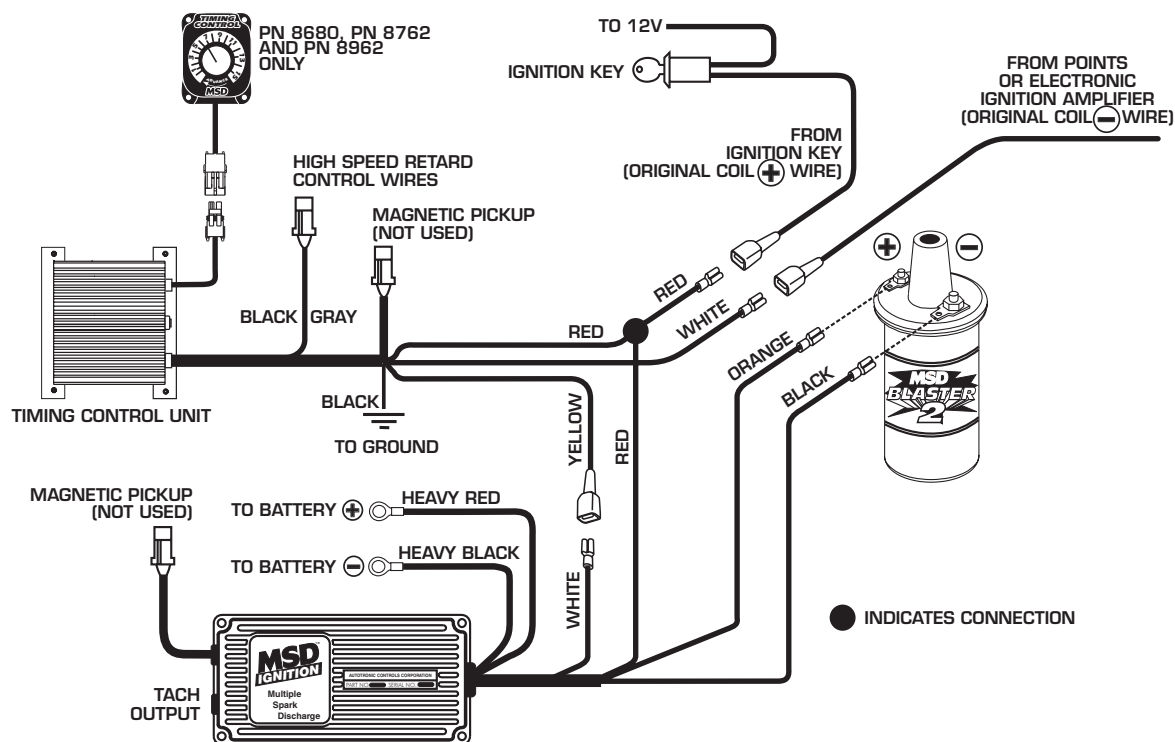 TIMING
CONTROL
MSD
PN 8680, PN 8762
AND PN 8962
ONLY
TO 12V
IGNITION KEY
FROM POINTS
OR ELECTRONIC
IGNITION AMPLIFIER
(ORIGINAL COIL − WIRE)
FROM
IGNITION KEY
(ORIGINAL COIL + WIRE)
HIGH SPEED RETARD
CONTROL WIRES
MAGNETIC PICKUP
(NOT USED)
+
−
RED
WHITE
BLACK
GRAY
RED
ORANGE
BLACK
MSD
BLASTER
2
TIMING CONTROL UNIT
BLACK
TO GROUND
YELLOW
RED
MAGNETIC PICKUP
(NOT USED)
TO BATTERY +
HEAVY RED
TO BATTERY −
HEAVY BLACK
WHITE
INDICATES CONNECTION
MSD
IGNITION
Multiple
Spark
Discharge
AUTOTRONIC CONTROLS CORPORATION
PART NO. SERIAL NO.
TACH
OUTPUT